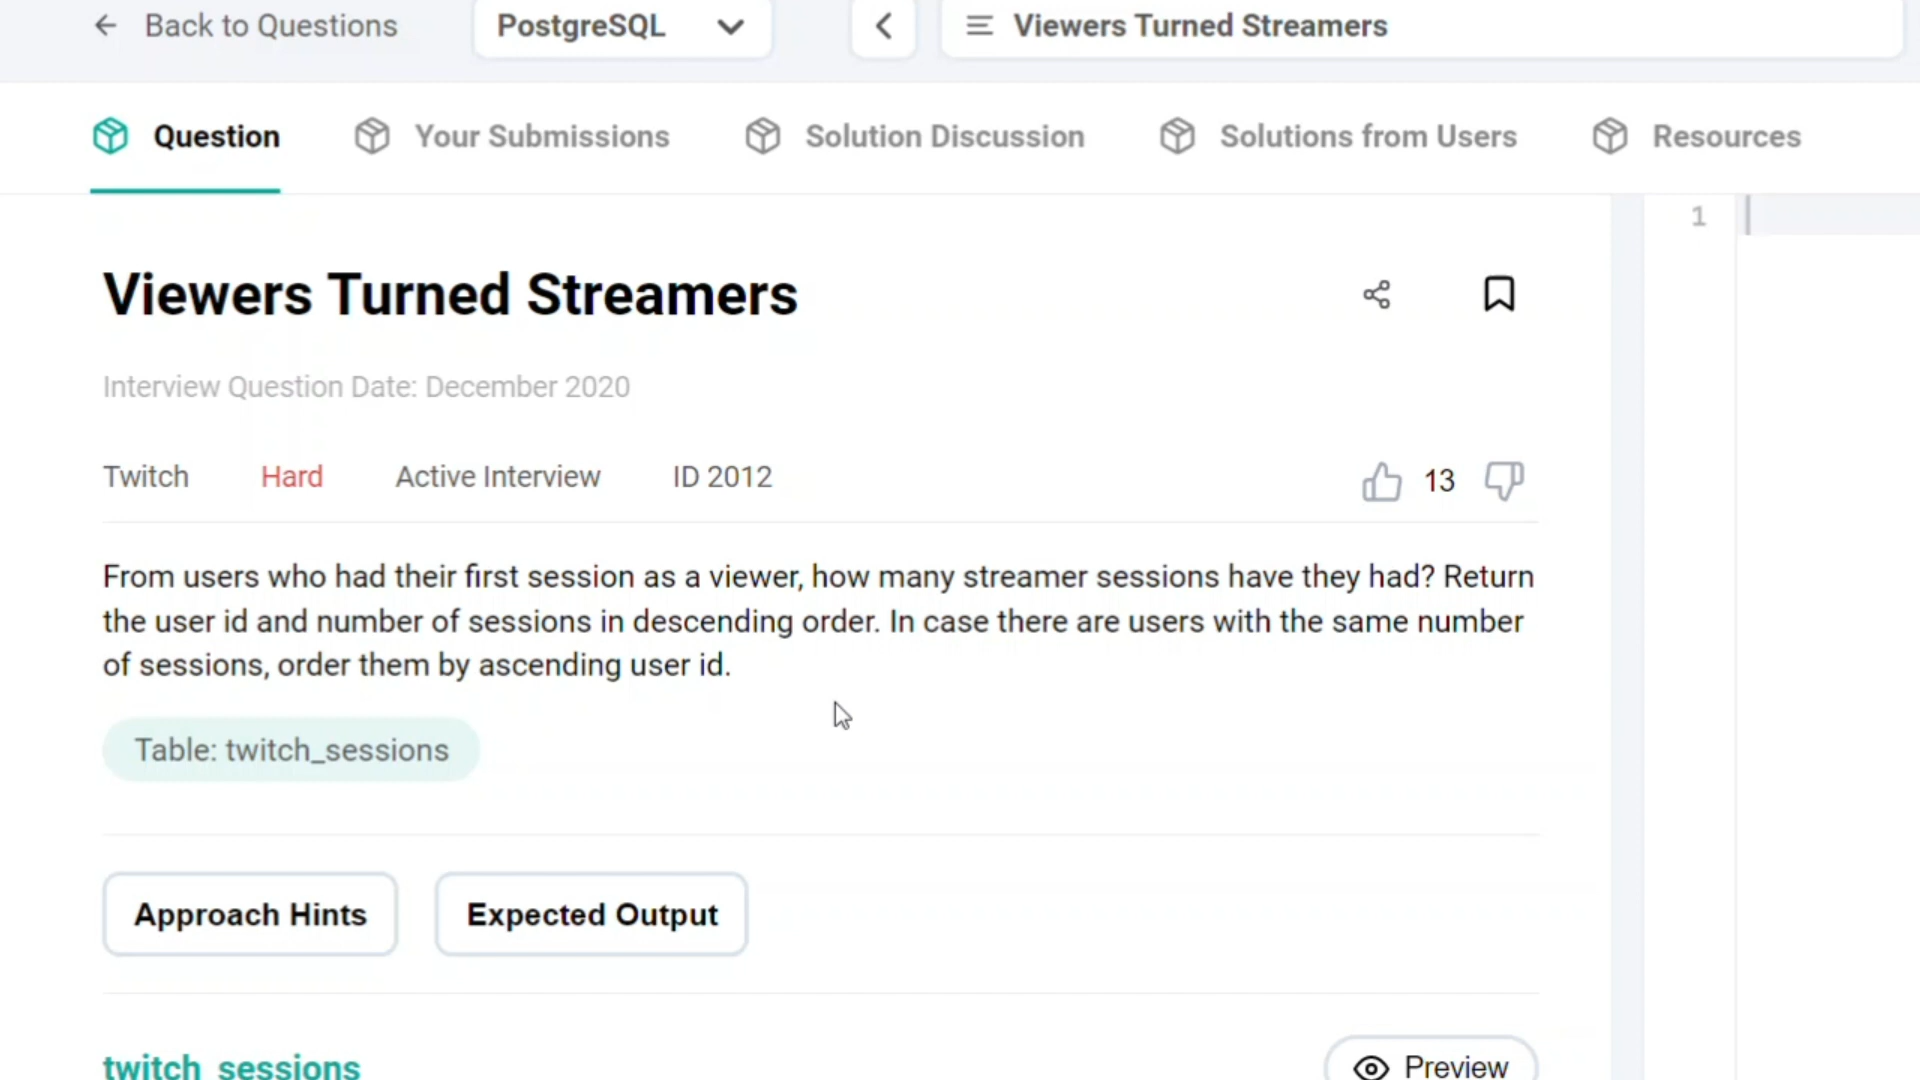 Back to Questions
PostgreSQL
Viewers Turned Streamers
Question
Your Submissions
Solution Discussion
Solutions from Users
Resources
1
Viewers Turned Streamers
Interview Question Date: December 2020
Twitch Hard Active Interview ID 2012
13
From users who had their first session as a viewer, how many streamer sessions have they had? Return
the user id and number of sessions in descending order. In case there are users with the same number
of sessions, order them by ascending user id.
Table: twitch_sessions
Approach Hints
Expected Output
twitch_sessions
Preview